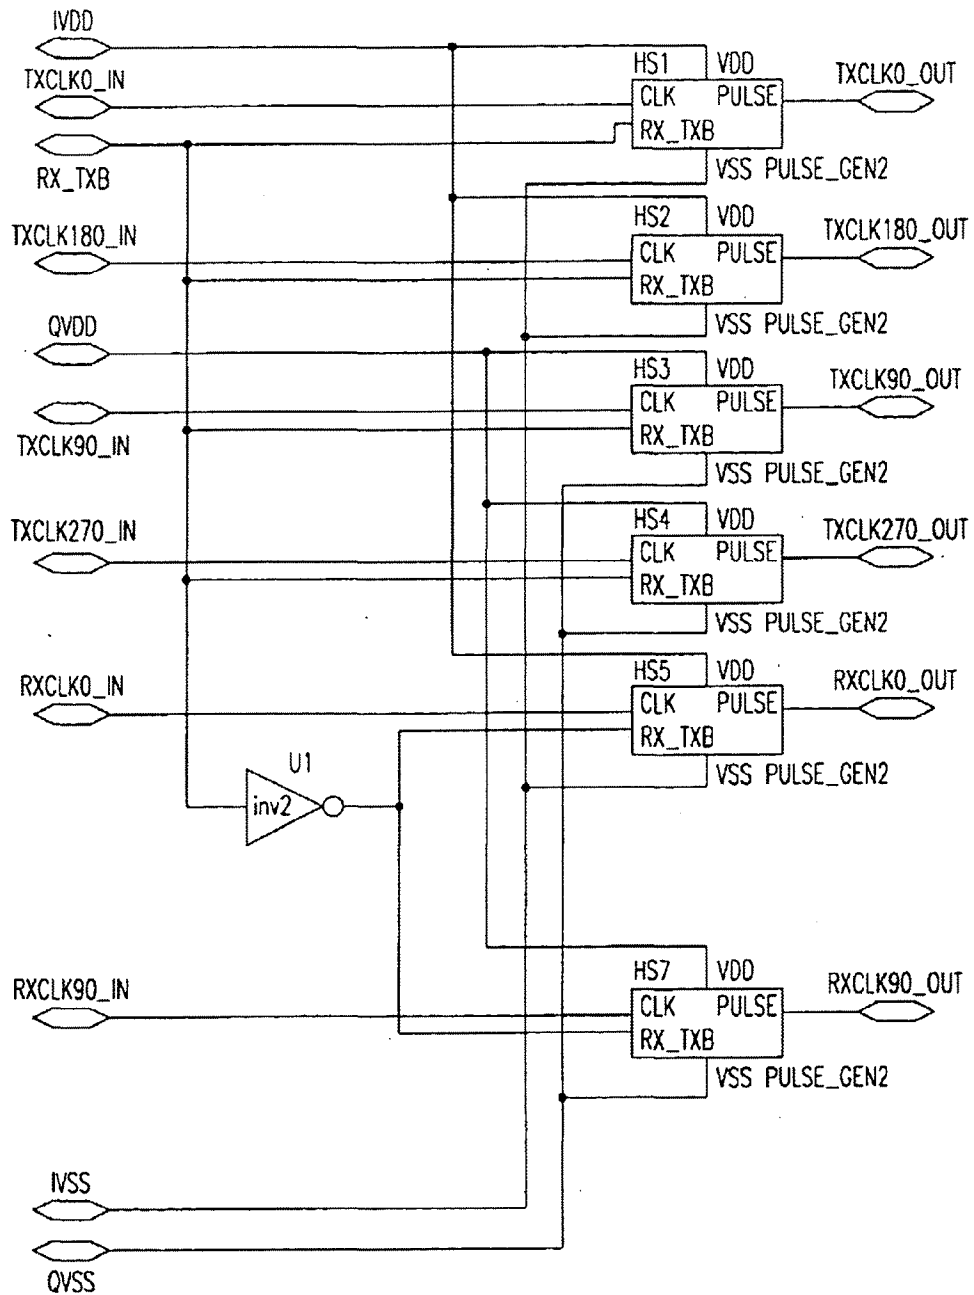 IVDD
TXCLK0_IN
RX_TXB
HS1 VDD
CLK PULSE
RX_TXB
VSS PULSE_GEN2
TXCLK0_OUT
TXCLK180_IN
HS2 VDD
CLK PULSE
RX_TXB
VSS PULSE_GEN2
TXCLK180_OUT
QVDD
TXCLK90_IN
HS3 VDD
CLK PULSE
RX_TXB
VSS PULSE_GEN2
TXCLK90_OUT
TXCLK270_IN
HS4 VDD
CLK PULSE
RX_TXB
VSS PULSE_GEN2
TXCLK270_OUT
RXCLK0_IN
HS5 VDD
CLK PULSE
RX_TXB
VSS PULSE_GEN2
RXCLK0_OUT
U1
inv2
RXCLK90_IN
HS7 VDD
CLK PULSE
RX_TXB
VSS PULSE_GEN2
RXCLK90_OUT
IVSS
QVSS